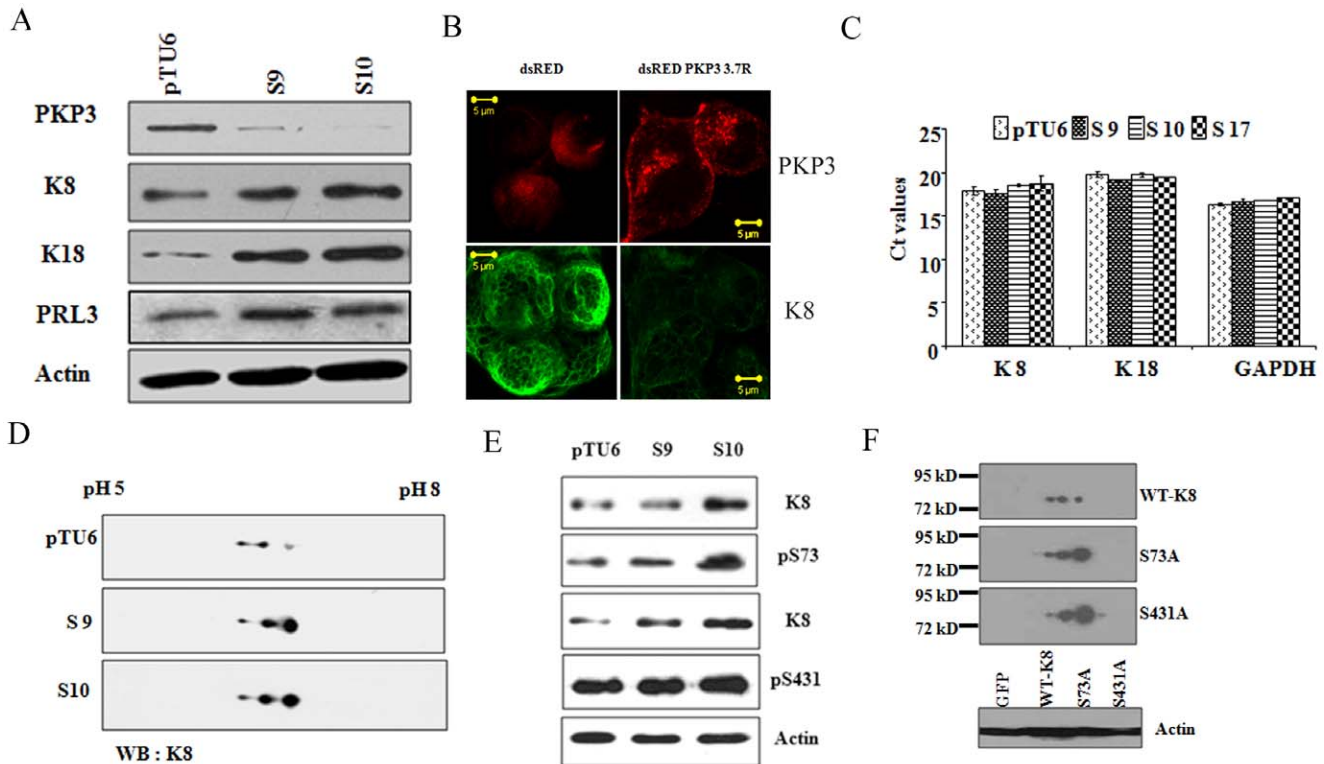 A
pTU6 S9 S10
PKP3
K8
K18
PRL3
Actin
B
dsRED dsRED PKP3 3.7R
5 μm
PKP3
5 μm
5 μm
K8
5 μm
C
Ct values
25
20
15
10
5
0
pTU6 S 9 S 10 S 17
K 8 K 18 GAPDH
D
pH 5 pH 8
pTU6
S 9
S10
WB : K8
E
pTU6 S9 S10
K8
pS73
K8
pS431
Actin
F
95 kD
72 kD
WT-K8
95 kD
72 kD
S73A
95 kD
72 kD
S431A
GFP WT-K8 S73A S431A
Actin